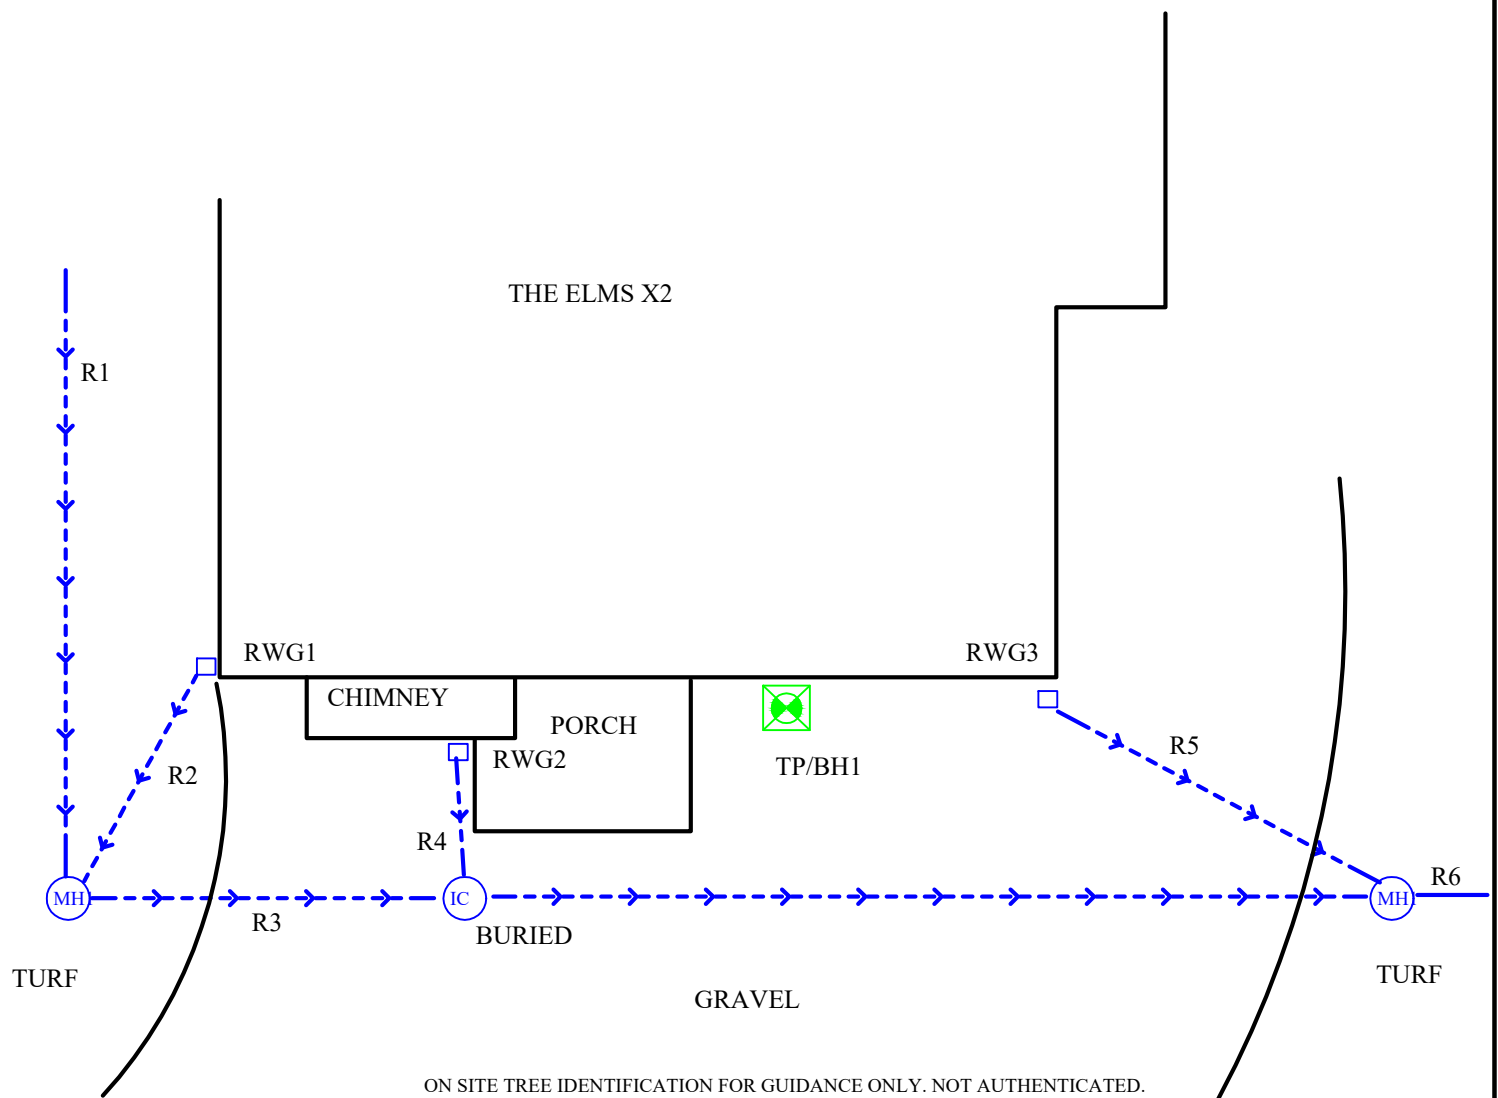 THE ELMS X2
R1
RWG1
RWG3
CHIMNEY
PORCH
RWG2
R5
TP/BH1
R2
R4
R6
MH
IC
MH
R3
BURIED
TURF
TURF
GRAVEL
ON SITE TREE IDENTIFICATION FOR GUIDANCE ONLY. NOT AUTHENTICATED.